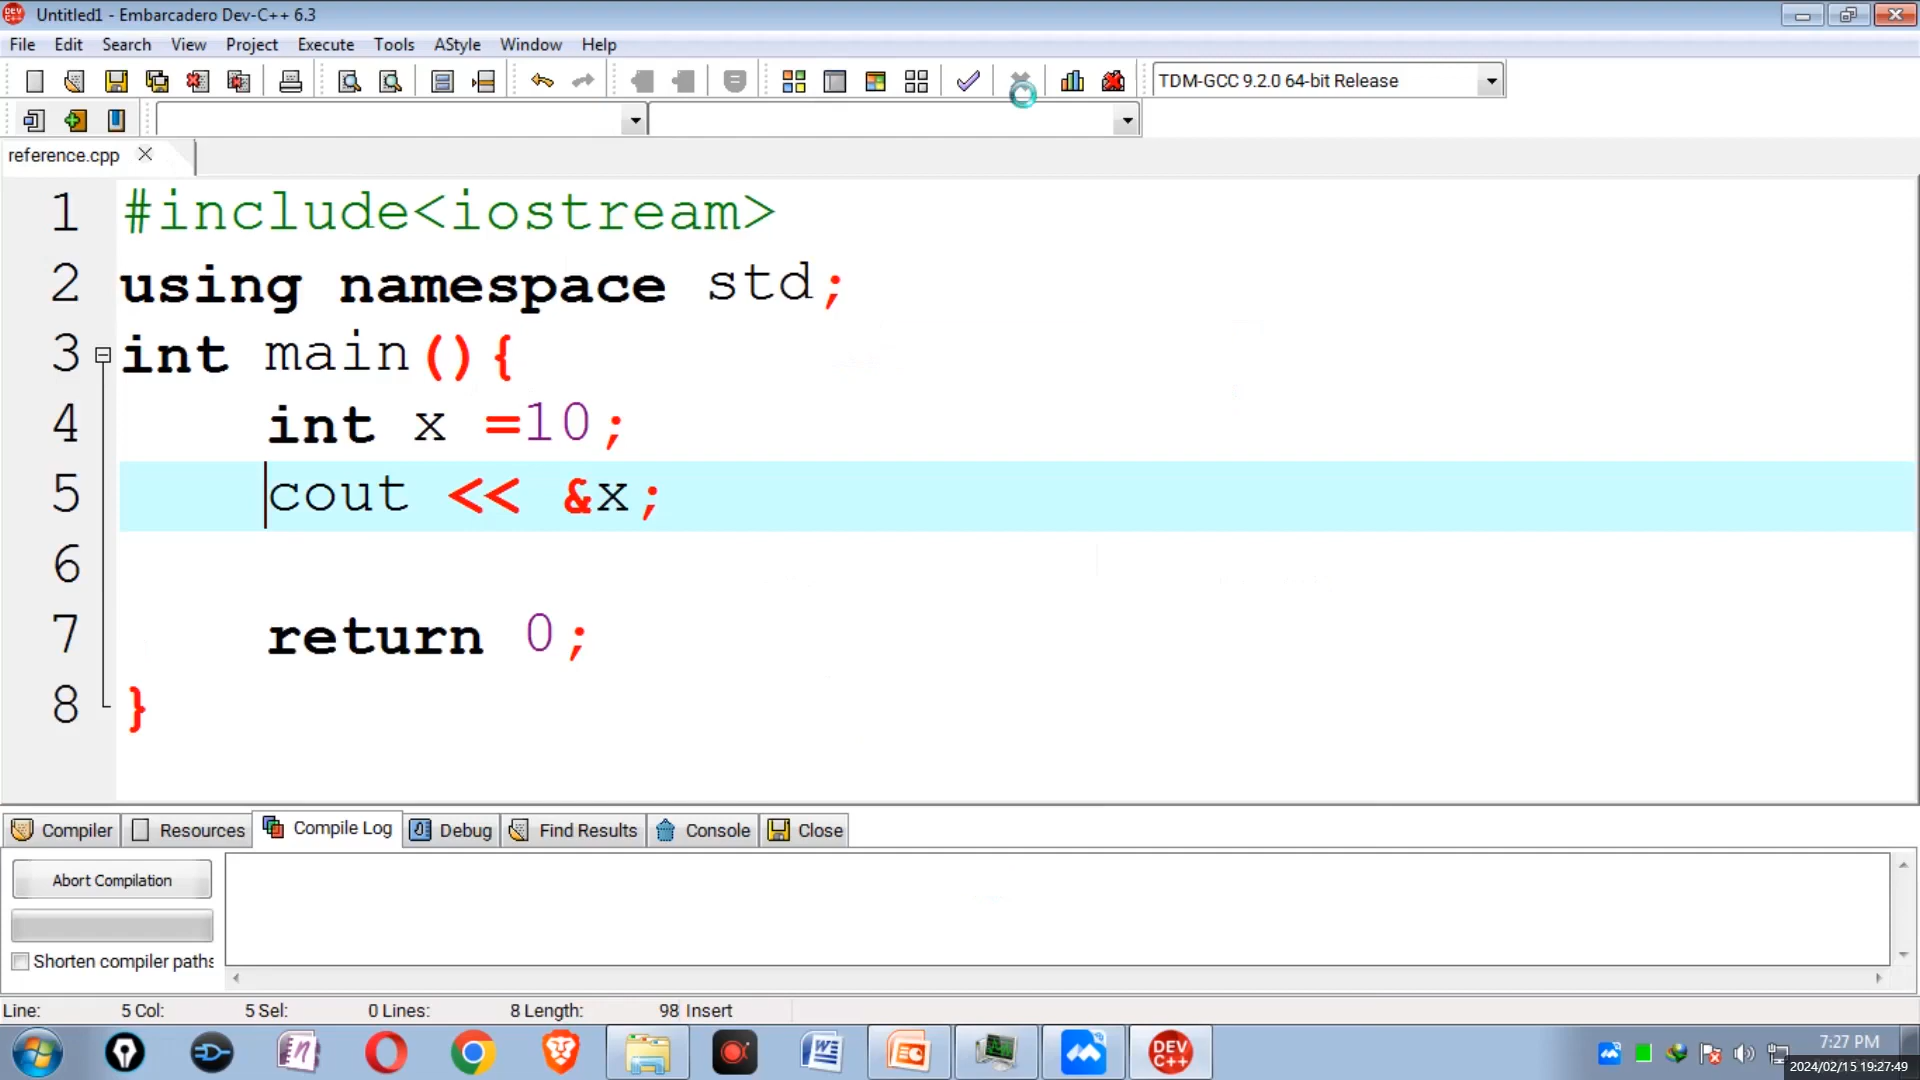 Untitled1 - Embarcadero Dev-C++ 6.3
File Edit Search View Project Execute Tools AStyle Window Help
TDM-GCC 9.2.0 64-bit Release
reference.cpp
1 #include<iostream>
2 using namespace std;
3 int main(){
4 int x =10;
5 cout << &x;
6
7 return 0;
8 }
Compiler Resources Compile Log Debug Find Results Console Close
Abort Compilation
Shorten compiler paths
Line: 5 Col: 5 Sel: 0 Lines: 8 Length: 98 Insert
DEV C++
7:27 PM
2024/02/15 19:27:49